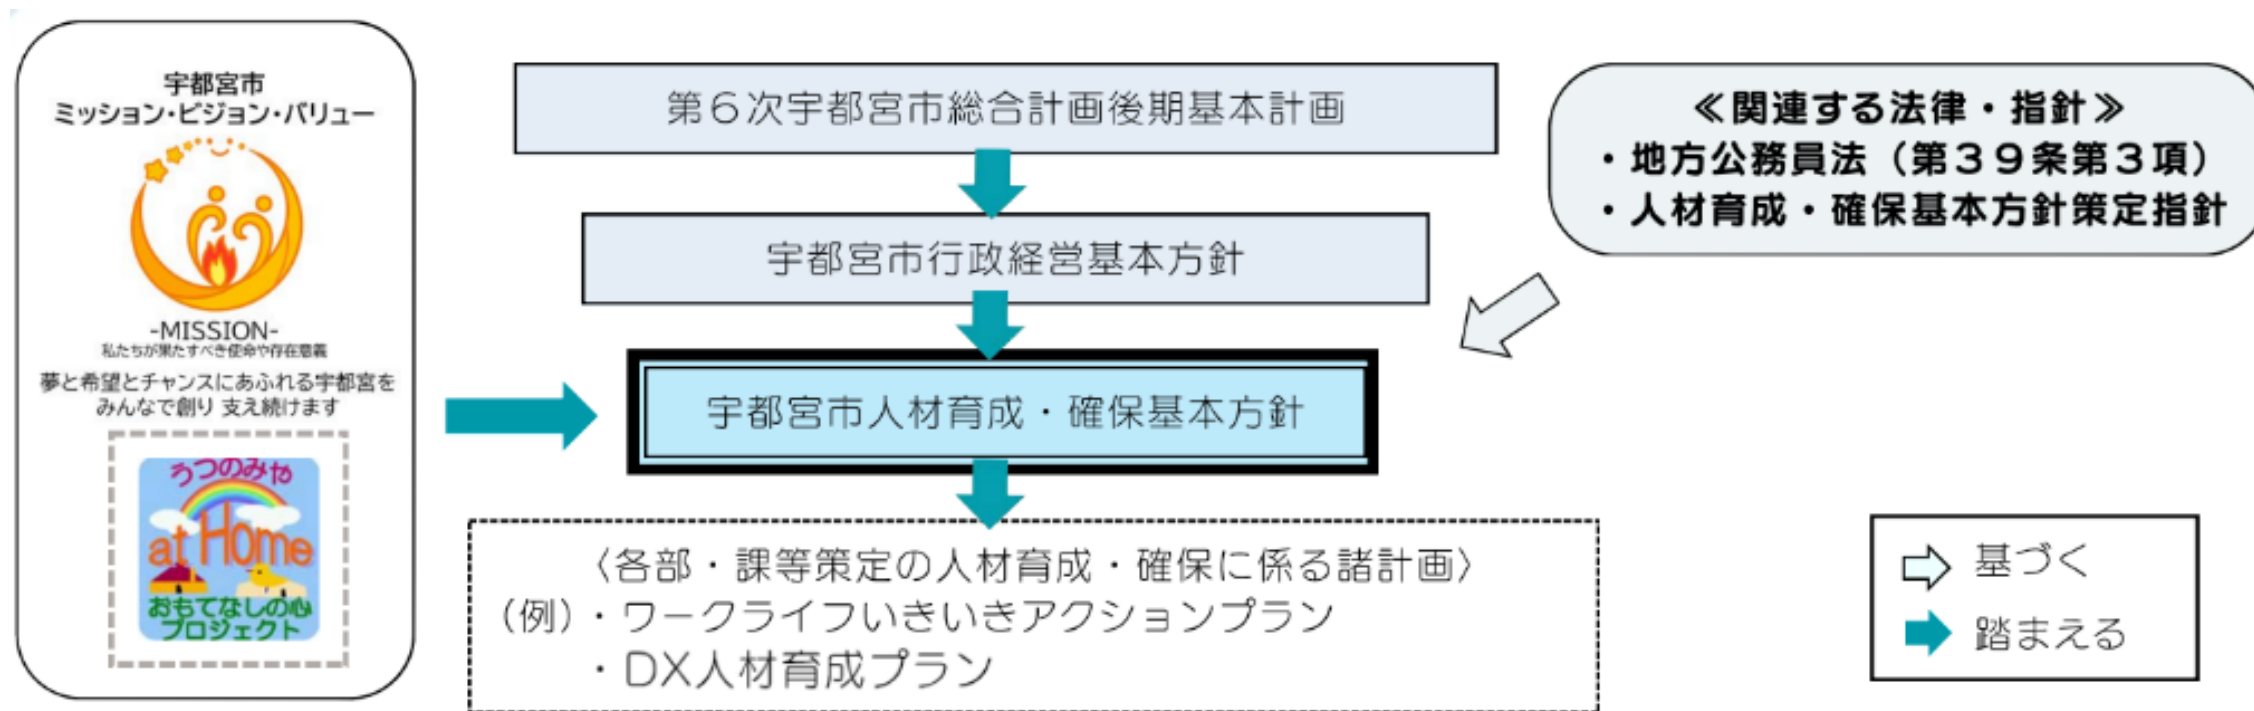 宇都宮市
ミッション・ビジョン・バリュー
-MISSION-
私たちが果たすべき使命や存在意義
夢と希望とチャンスにあふれる宇都宮を
みんなで創り 支え続けます
うつのみや
at Home
おもてなしの心
プロジェクト
第６次宇都宮市総合計画後期基本計画
宇都宮市行政経営基本方針
宇都宮市人材育成・確保基本方針
〈各部・課等策定の人材育成・確保に係る諸計画〉
（例）・ワークライフいきいきアクションプラン
・DX人材育成プラン
≪関連する法律・指針≫
・地方公務員法（第３９条第３項）
・人材育成・確保基本方針策定指針
基づく
踏まえる